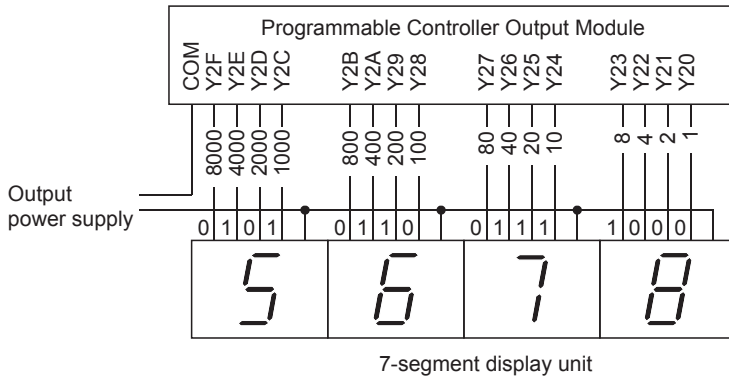 Programmable Controller Output Module
COM Y2F Y2E Y2D Y2C Y2B Y2A Y29 Y28 Y27 Y26 Y25 Y24 Y23 Y22 Y21 Y20
8000 4000 2000 1000 800 400 200 100 80 40 20 10 8 4 2 1
Output
power supply
0 1 0 1 0 1 1 0 0 1 1 1 1 0 0 0
5 6 7 8
7-segment display unit